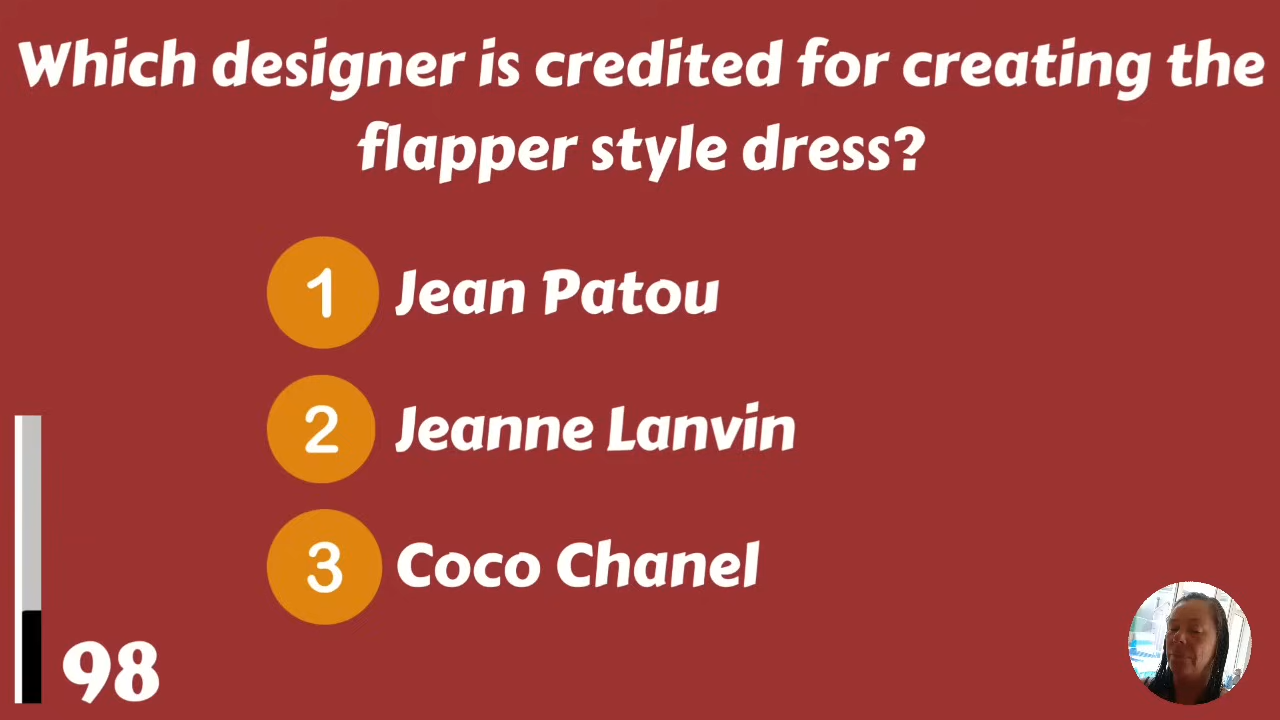 Which designer is credited for creating the
flapper style dress?
1 Jean Patou
2 Jeanne Lanvin
3 Coco Chanel
98